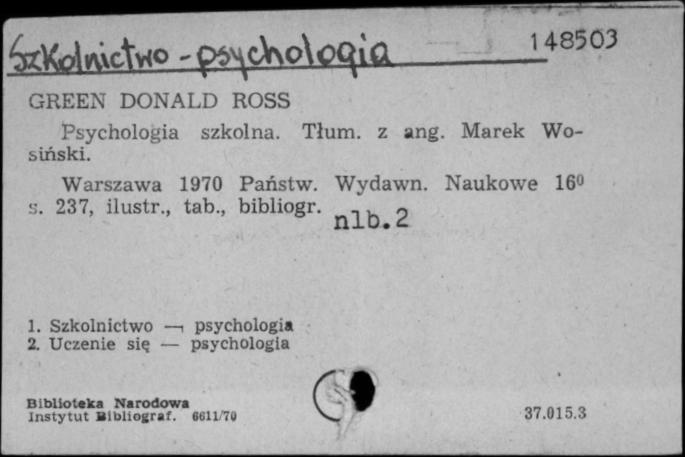 Szkolnictwo - psychologia 148503
GREEN DONALD ROSS
Psychologia szkolna. Tłum. z ang. Marek Wo-
siński.
Warszawa 1970 Państw. Wydawn. Naukowe 16⁰
s. 237, ilustr., tab., bibliogr. nlb.2
1. Szkolnictwo — psychologia
2. Uczenie się — psychologia
Biblioteka Narodowa
Instytut Bibliograf. 6611/70 37.015.3